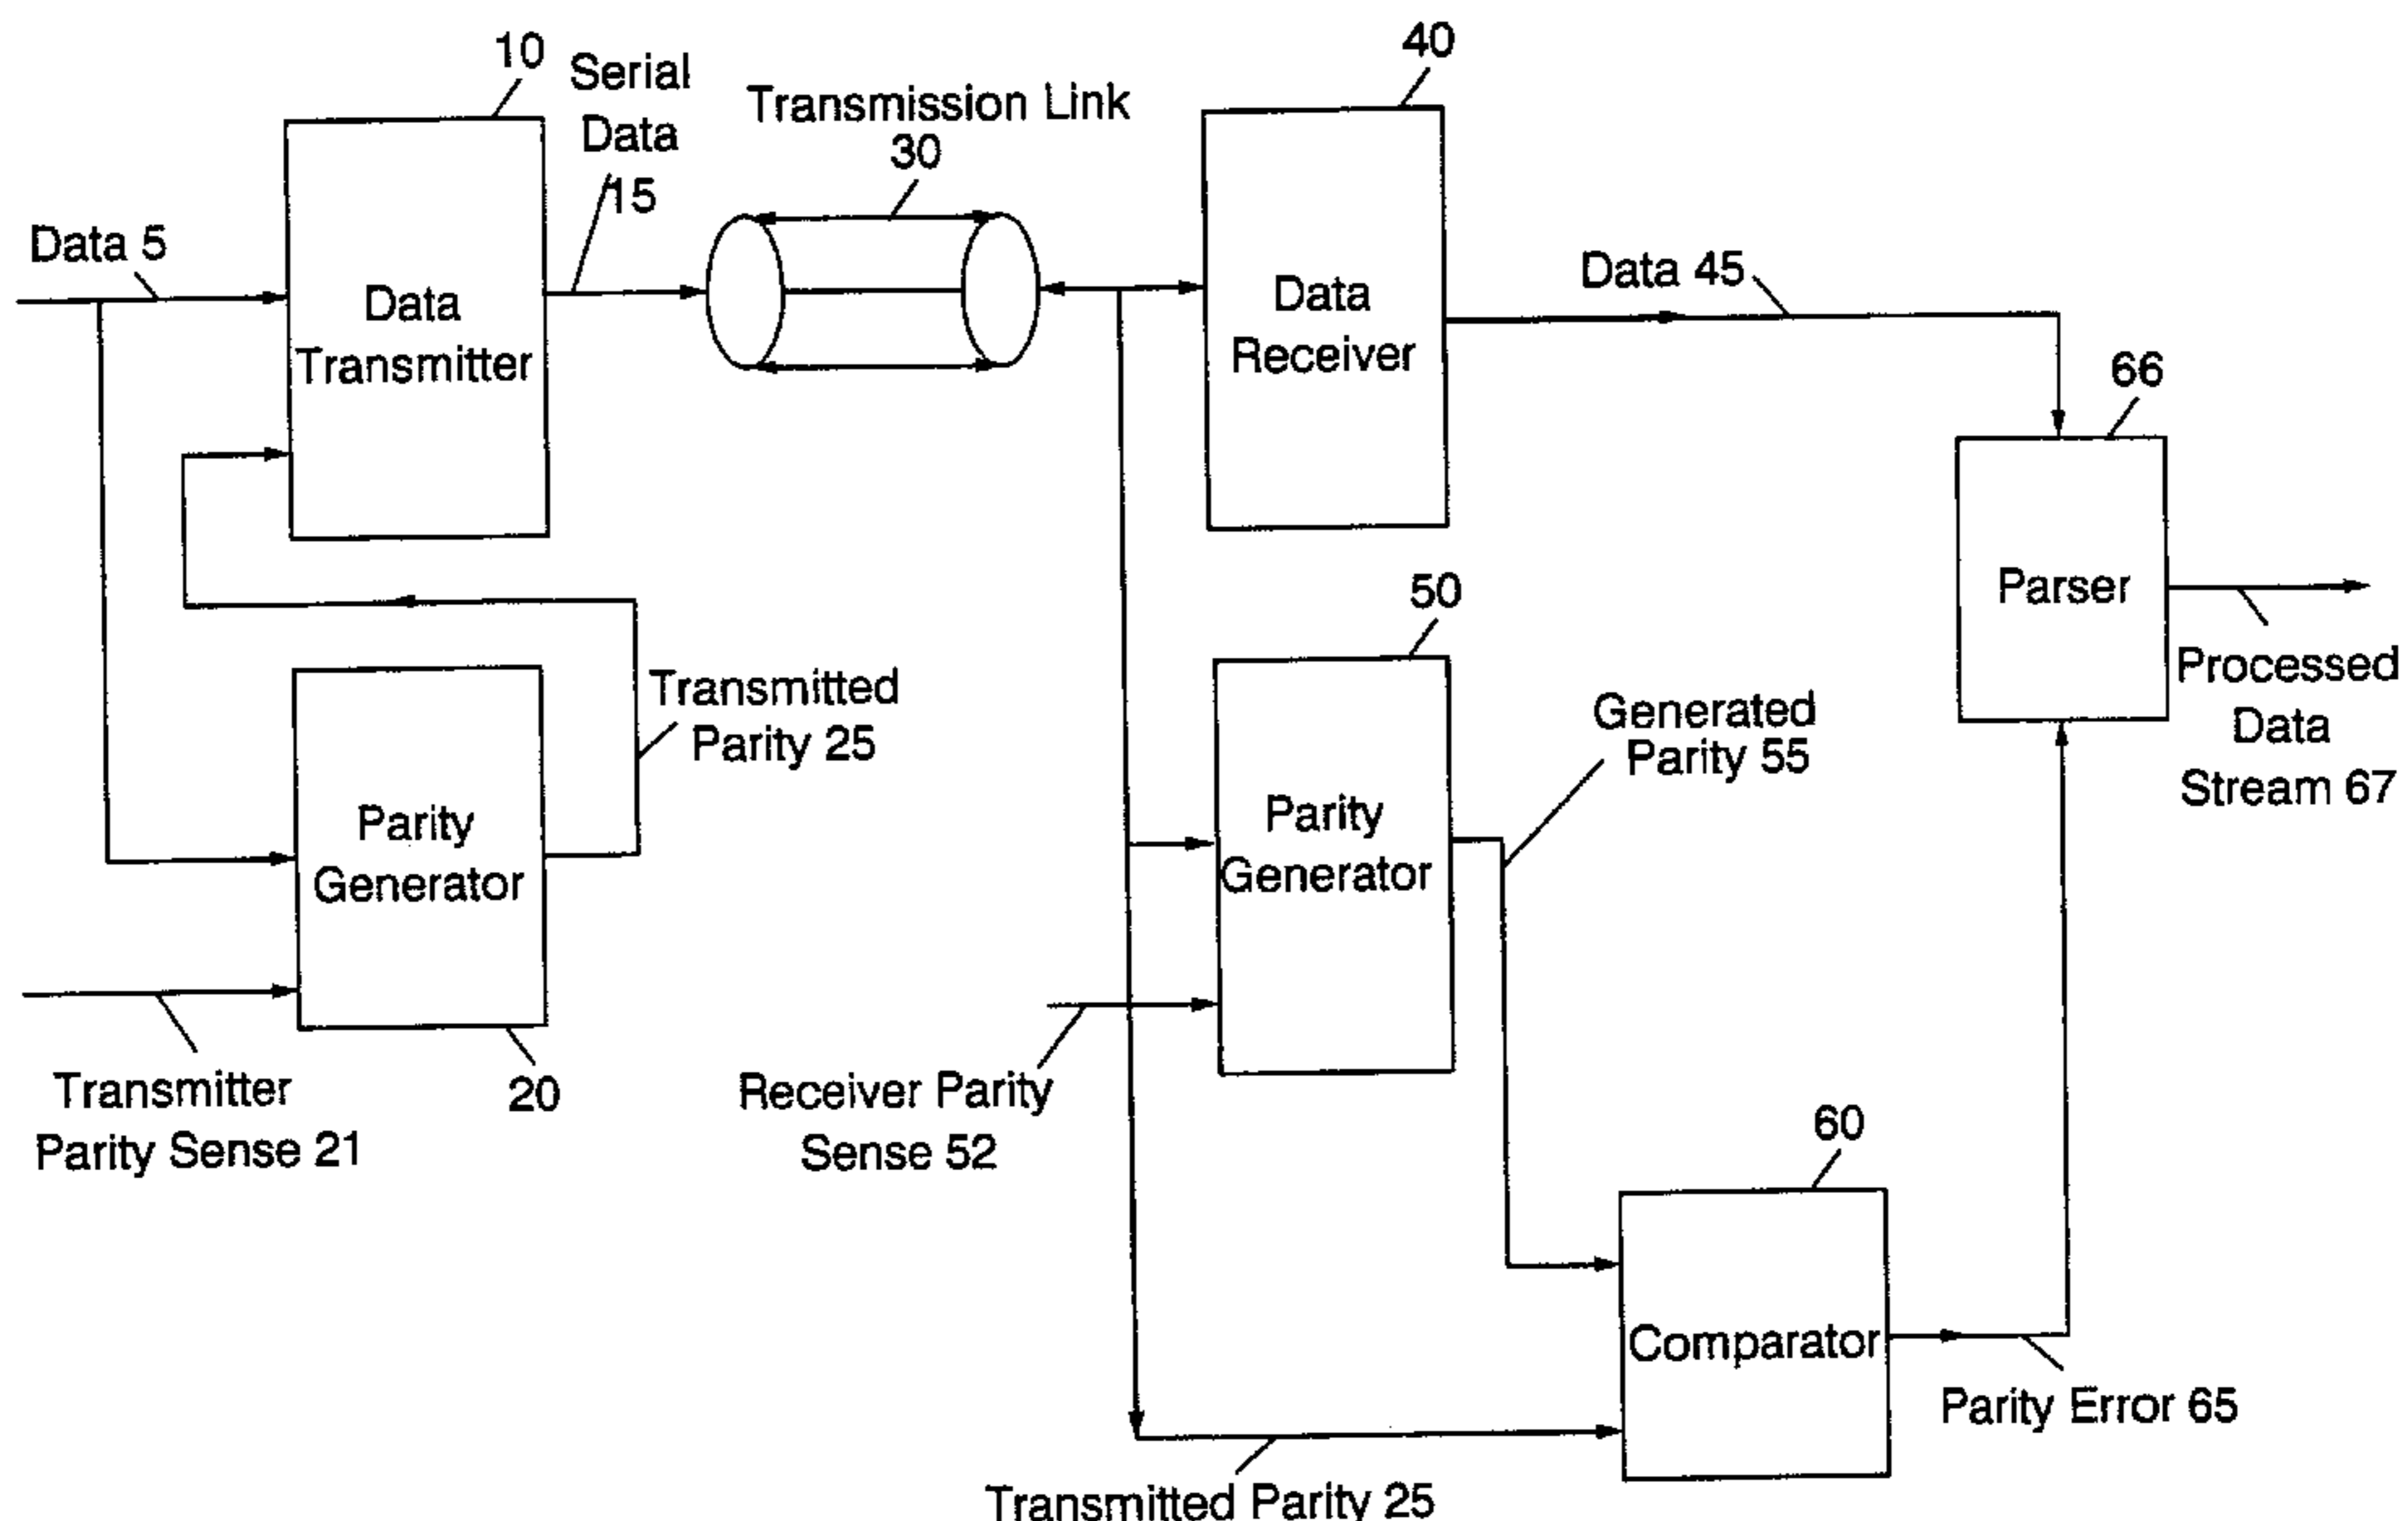 10
Serial
Data
15
Transmission Link
30
40
Data 5
Data
Transmitter
Data
Receiver
Data 45
66
Parser
Processed
Data
Stream 67
50
Transmitted
Parity 25
Generated
Parity 55
Parity
Generator
Parity
Generator
Transmitter
Parity Sense 21
20
Receiver Parity
Sense 52
60
Comparator
Parity Error 65
Transmitted Parity 25